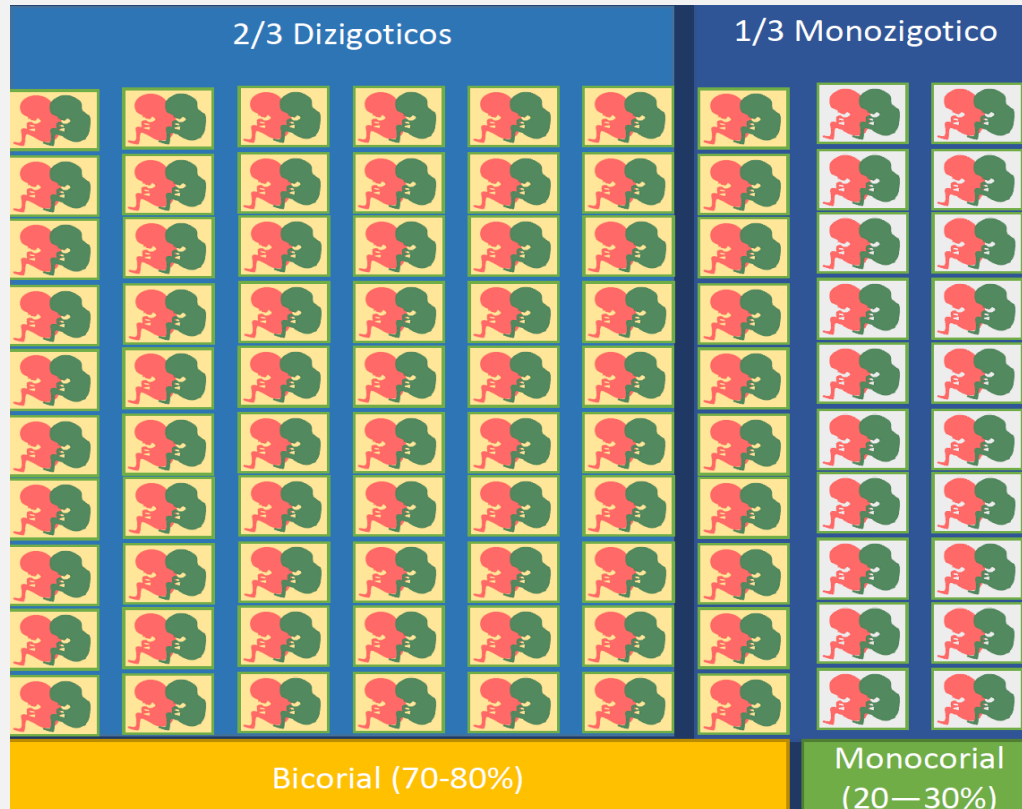 2/3 Dizigoticos
1/3 Monozigotico
Bicorial (70-80%)
Monocorial
(20—30%)